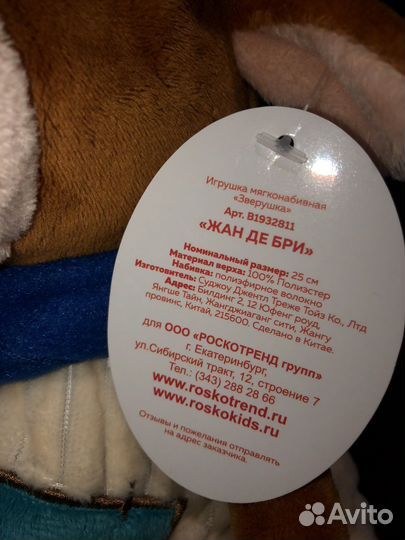 Игрушка мягконабивная
«Зверушка»
Арт. B1932811
«ЖАН ДЕ БРИ»
Номинальный размер: 25 см
Материал верха: 100% Полиэстер
Набивка: полиэфирное волокно
Изготовитель: Суджоу Джентл Треже Тойз Ко., Лтд
Адрес: Билдинг 2, 12 Юфенг роуд,
Янгше Тайн, Жангджиаганг сити, Жангу
провинс, Китай, 215600. Сделано в Китае.
для ООО «РОСКОТРЕНД ГРУПП»
г. Екатеринбург,
ул.Сибирский тракт, 12, строение 7
Тел.: (343) 288 28 66
www.roskotrend.ru
www.roskokids.ru
Отзывы и пожелания отправлять
на адрес заказчика.
Avito